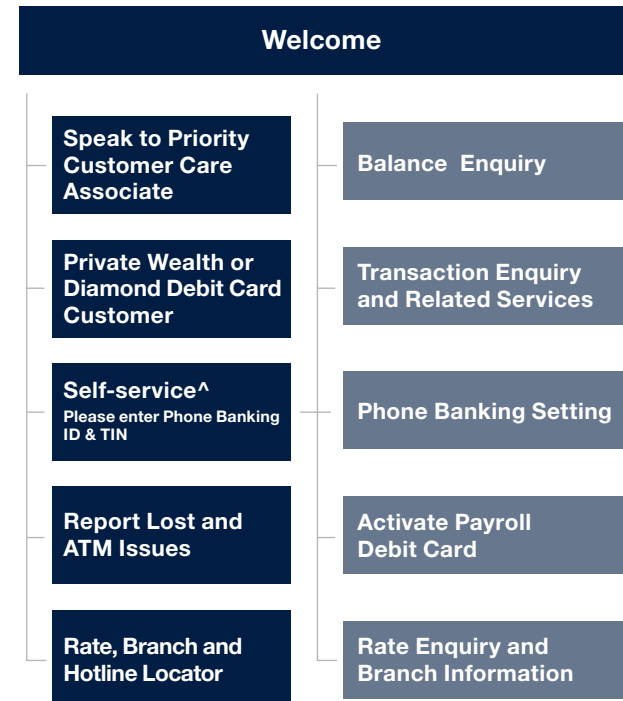 Welcome
Speak to Priority
Customer Care
Associate
Private Wealth or
Diamond Debit Card
Customer
Self-service^
Please enter Phone Banking
ID & TIN
Report Lost and
ATM Issues
Rate, Branch and
Hotline Locator
Balance Enquiry
Transaction Enquiry
and Related Services
Phone Banking Setting
Activate Payroll
Debit Card
Rate Enquiry and
Branch Information